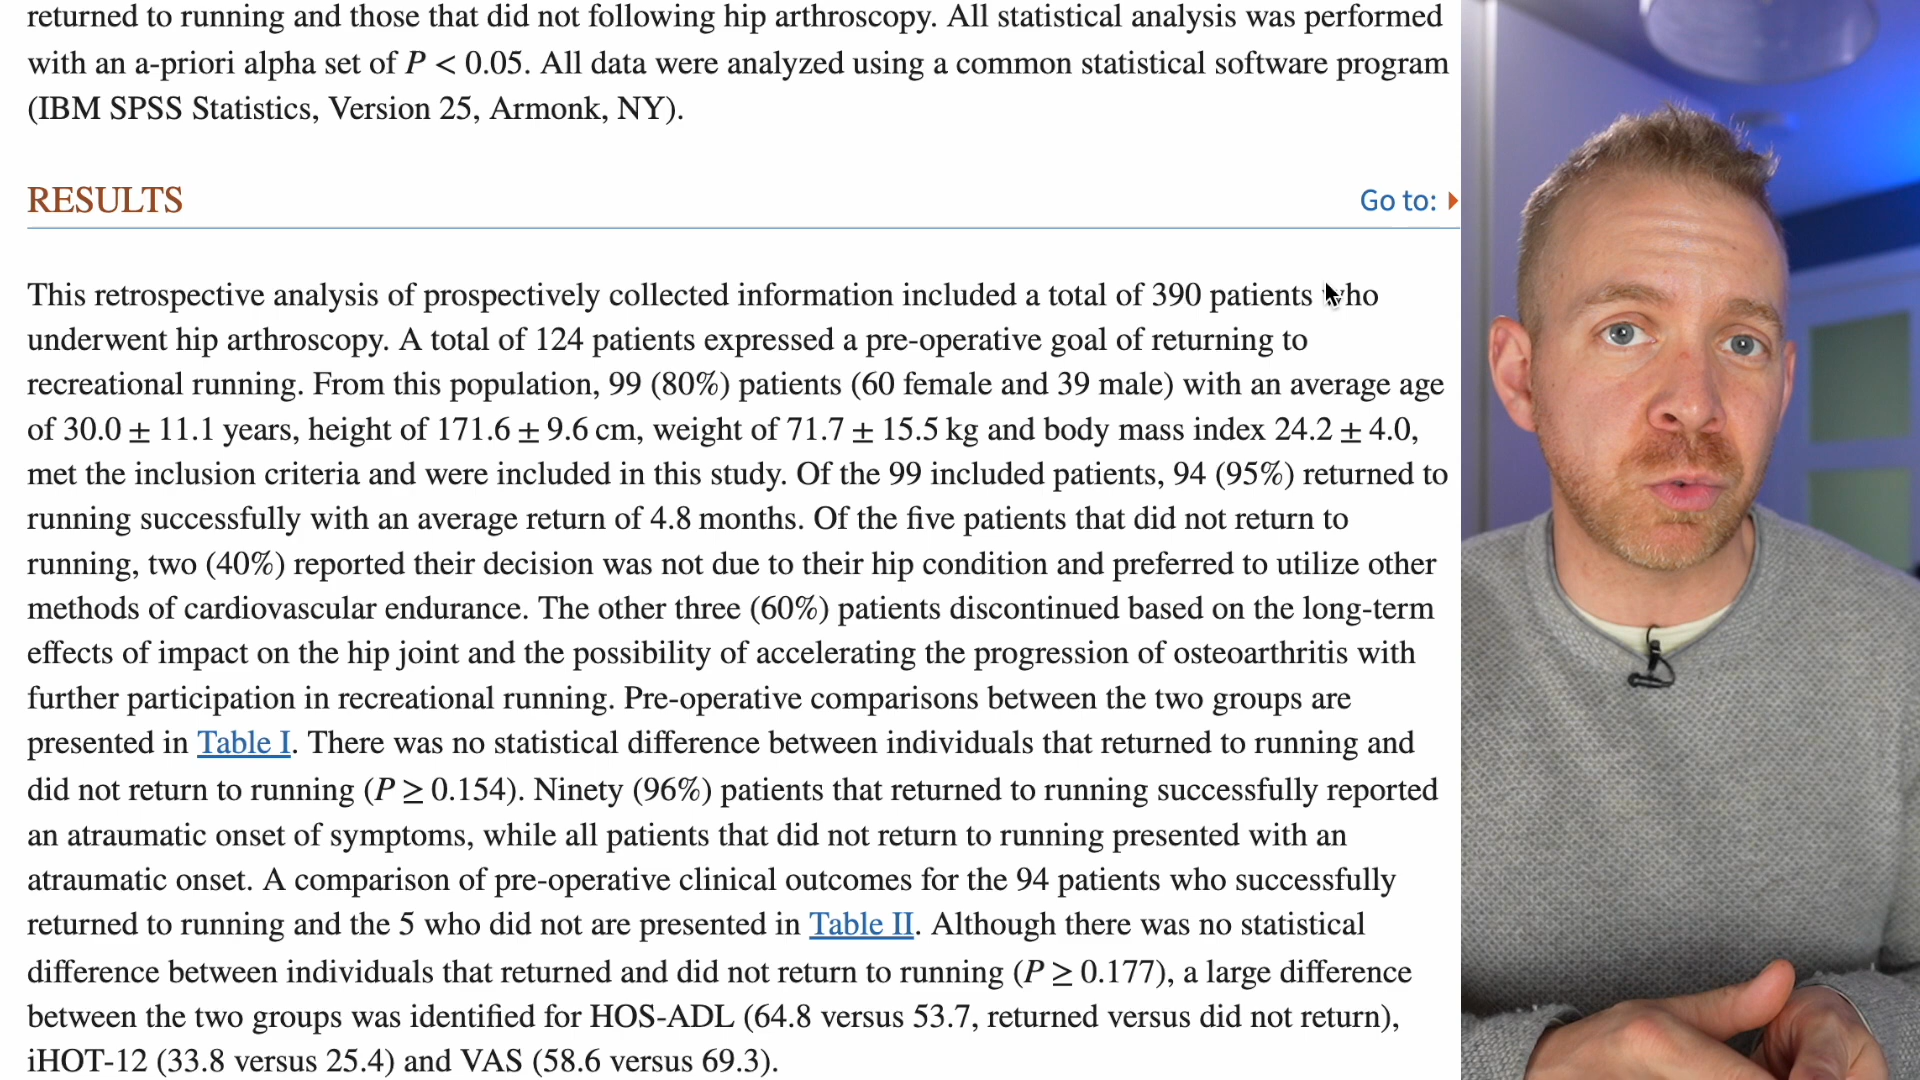 returned to running and those that did not following hip arthroscopy. All statistical analysis was performed
with an a-priori alpha set of P < 0.05. All data were analyzed using a common statistical software program
(IBM SPSS Statistics, Version 25, Armonk, NY).
RESULTS
Go to:
This retrospective analysis of prospectively collected information included a total of 390 patients who
underwent hip arthroscopy. A total of 124 patients expressed a pre-operative goal of returning to
recreational running. From this population, 99 (80%) patients (60 female and 39 male) with an average age
of 30.0 ± 11.1 years, height of 171.6 ± 9.6 cm, weight of 71.7 ± 15.5 kg and body mass index 24.2 ± 4.0,
met the inclusion criteria and were included in this study. Of the 99 included patients, 94 (95%) returned to
running successfully with an average return of 4.8 months. Of the five patients that did not return to
running, two (40%) reported their decision was not due to their hip condition and preferred to utilize other
methods of cardiovascular endurance. The other three (60%) patients discontinued based on the long-term
effects of impact on the hip joint and the possibility of accelerating the progression of osteoarthritis with
further participation in recreational running. Pre-operative comparisons between the two groups are
presented in Table I. There was no statistical difference between individuals that returned to running and
did not return to running (P ≥ 0.154). Ninety (96%) patients that returned to running successfully reported
an atraumatic onset of symptoms, while all patients that did not return to running presented with an
atraumatic onset. A comparison of pre-operative clinical outcomes for the 94 patients who successfully
returned to running and the 5 who did not are presented in Table II. Although there was no statistical
difference between individuals that returned and did not return to running (P ≥ 0.177), a large difference
between the two groups was identified for HOS-ADL (64.8 versus 53.7, returned versus did not return),
iHOT-12 (33.8 versus 25.4) and VAS (58.6 versus 69.3).